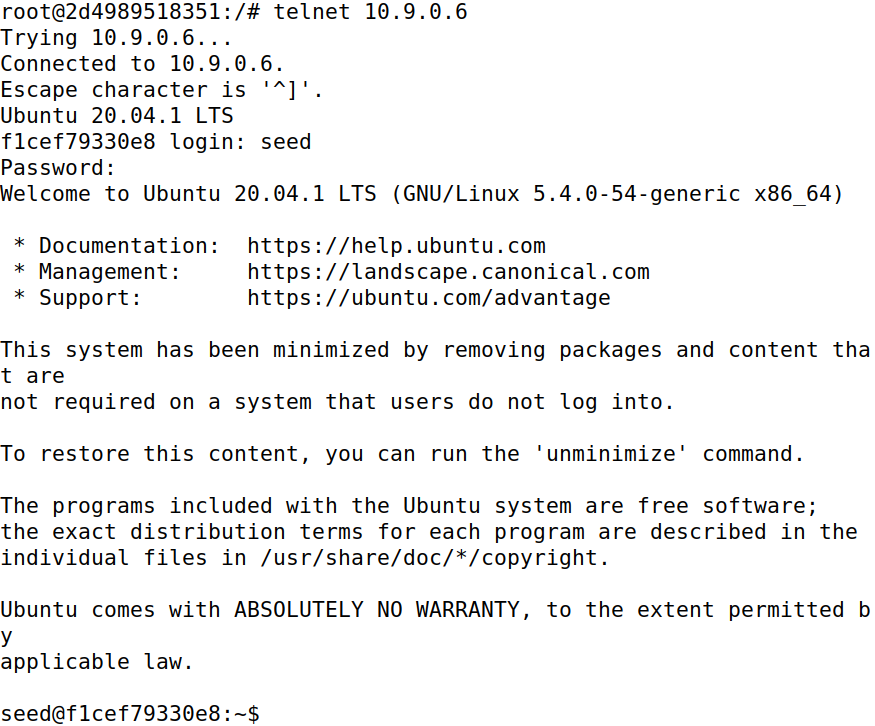 root@2d4989518351:/# telnet 10.9.0.6
Trying 10.9.0.6...
Connected to 10.9.0.6.
Escape character is '^]'.
Ubuntu 20.04.1 LTS
f1cef79330e8 login: seed
Password:
Welcome to Ubuntu 20.04.1 LTS (GNU/Linux 5.4.0-54-generic x86_64)

 * Documentation:  https://help.ubuntu.com
 * Management:     https://landscape.canonical.com
 * Support:        https://ubuntu.com/advantage

This system has been minimized by removing packages and content tha
t are
not required on a system that users do not log into.

To restore this content, you can run the 'unminimize' command.

The programs included with the Ubuntu system are free software;
the exact distribution terms for each program are described in the
individual files in /usr/share/doc/*/copyright.

Ubuntu comes with ABSOLUTELY NO WARRANTY, to the extent permitted b
y
applicable law.

seed@f1cef79330e8:~$